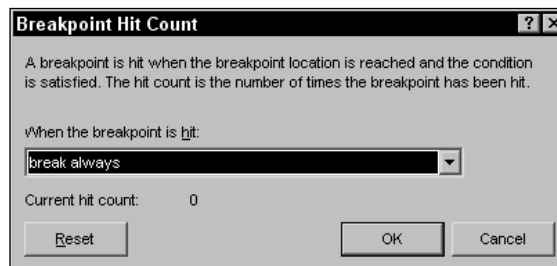 Breakpoint Hit Count
A breakpoint is hit when the breakpoint location is reached and the condition
is satisfied. The hit count is the number of times the breakpoint has been hit.
When the breakpoint is hit:
break always
Current hit count: 0
Reset OK Cancel